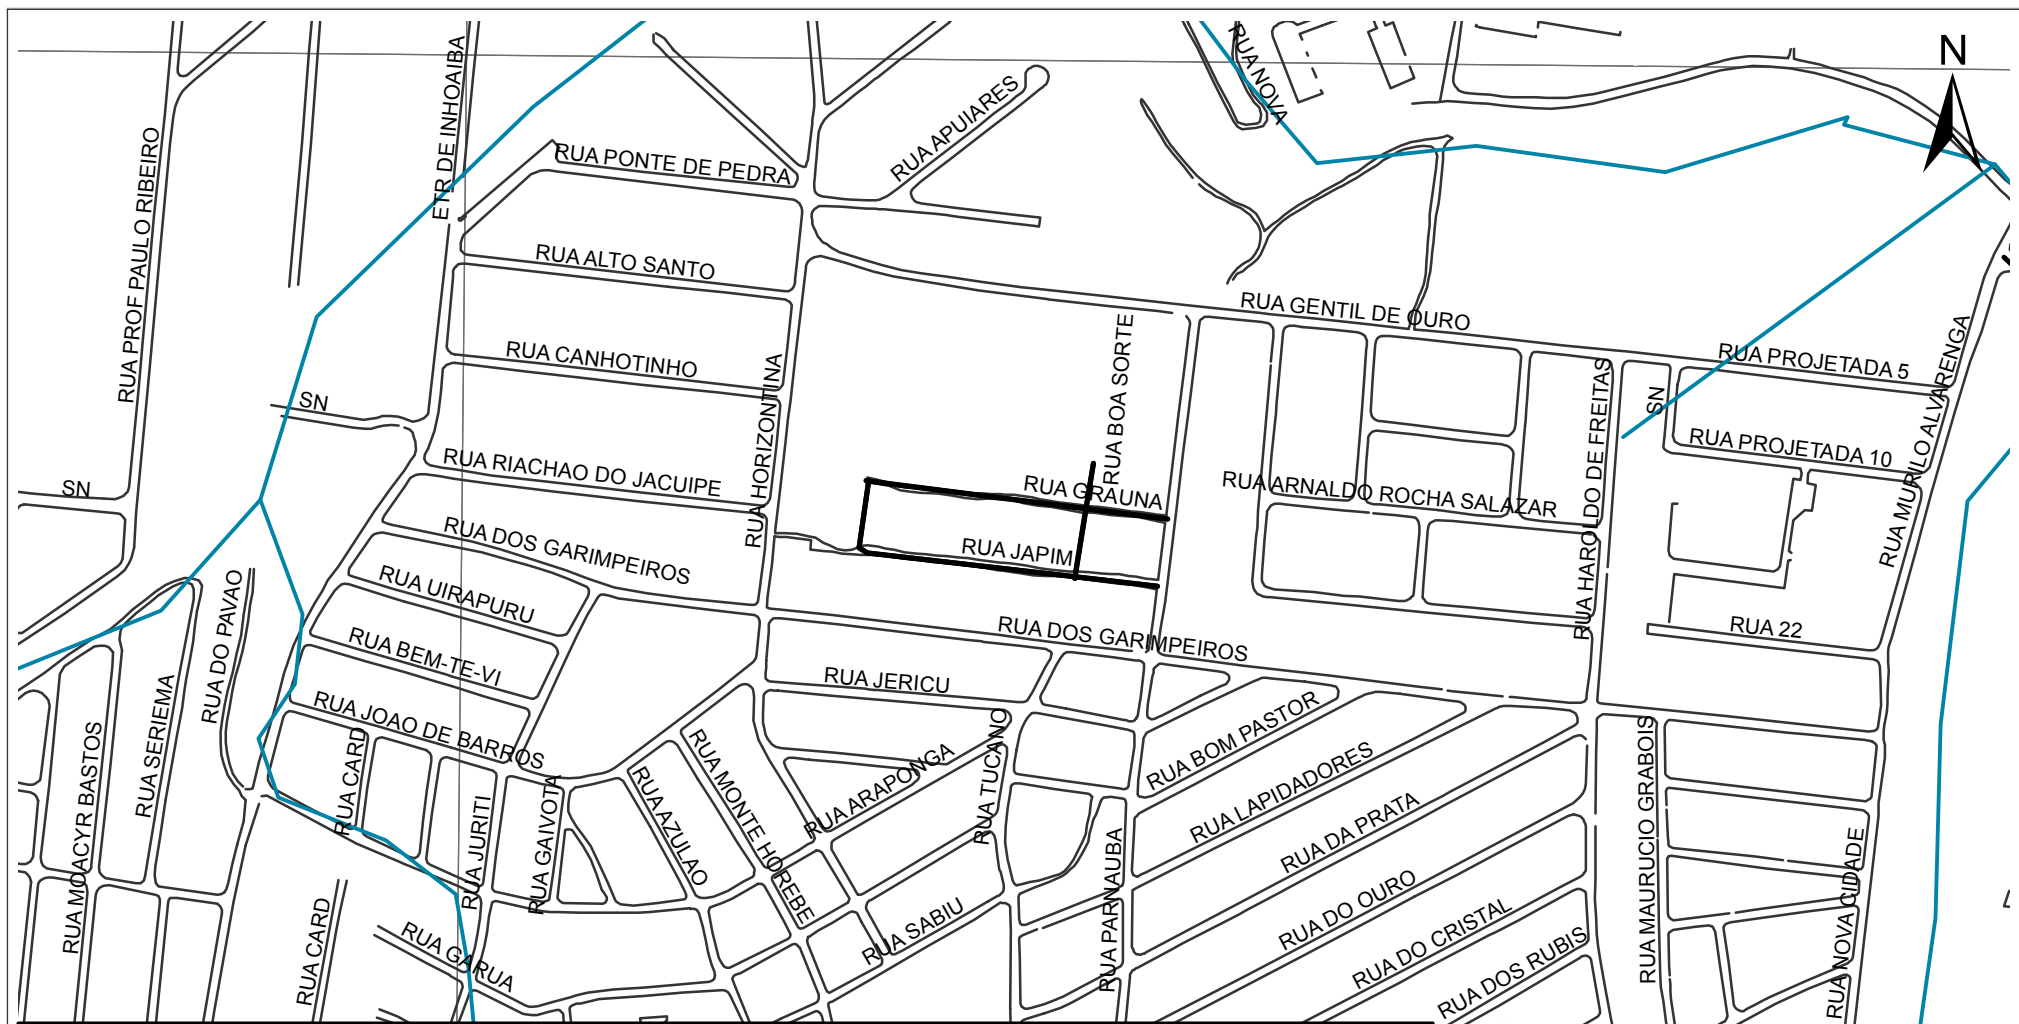 N
RUA NOVA
ETR DE INHOAIBA
RUA APUIARES
RUA PONTE DE PEDRA
RUA PROF PAULO RIBEIRO
RUA ALTO SANTO
RUA GENTIL DE OURO
RUA BOA SORTE
RUA CANHOTINHO
RUA HORIZONTINA
RUA PROJETADA 5
RUA MURILO ALVARENGA
RUA HAROLDO DE FREITAS
SN
SN
RUA PROJETADA 10
RUA RIACHAO DO JACUIPE
SN
RUA GRAUNA
RUA ARNALDO ROCHA SALAZAR
RUA DOS GARIMPEIROS
RUA JAPIM
RUA UIRAPURU
RUA DO PAVAO
RUA BEM-TE-VI
RUA DOS GARIMPEIROS
RUA 22
RUA JERICU
RUA SERIEMA
RUA JOAO DE BARROS
RUA BOM PASTOR
RUA MOACYR BASTOS
RUA CARD
RUA MONTE HOREBE
RUA ARAPONGA
RUA TUCANO
RUA LAPIDADORES
RUA MAURUCIO GRABOIS
RUA JURITI
RUA GAIVOTA
RUA AZULAO
RUA DA PRATA
RUA PARNAUBA
RUA NOVA CIDADE
RUA DO OURO
RUA SABIU
RUA CARD
RUA GARUA
RUA DO CRISTAL
RUA DOS RUBIS